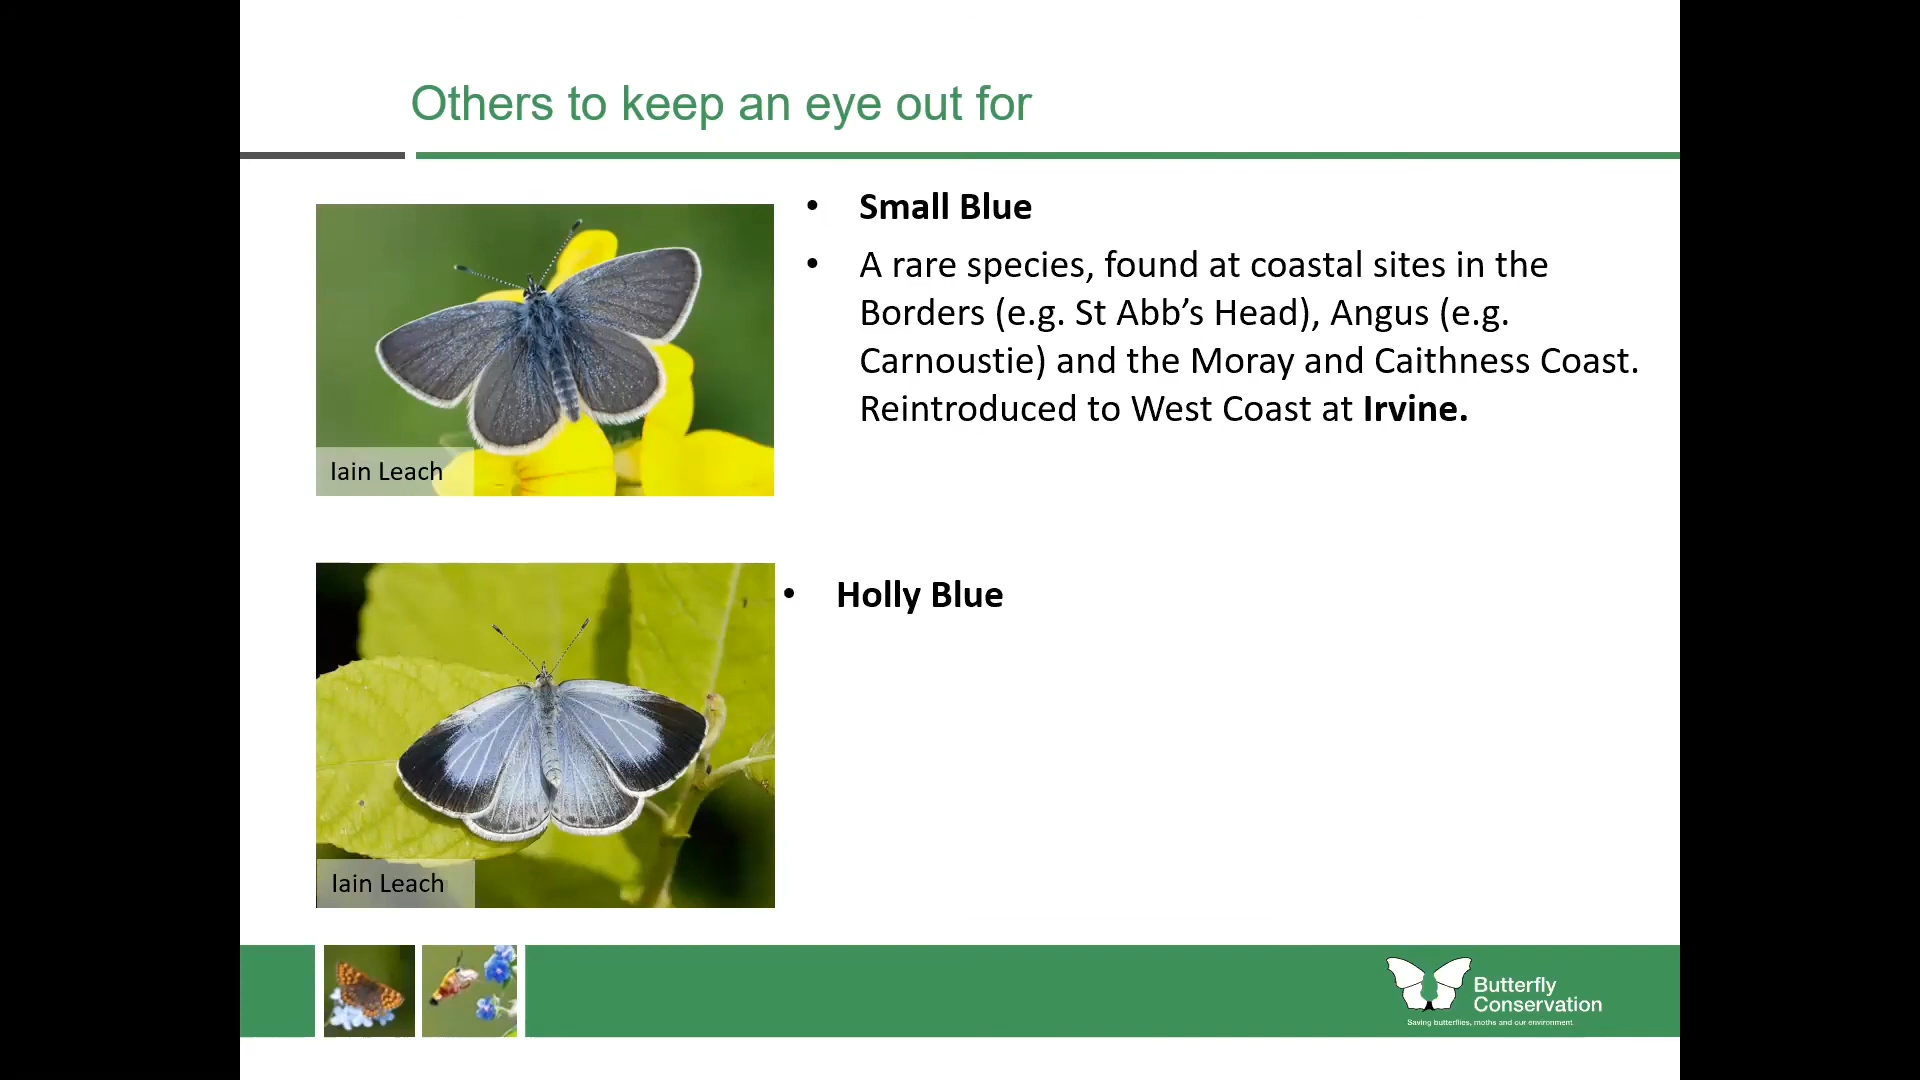 Others to keep an eye out for
• Small Blue
• A rare species, found at coastal sites in the
Borders (e.g. St Abb’s Head), Angus (e.g.
Carnoustie) and the Moray and Caithness Coast.
Reintroduced to West Coast at Irvine.
Iain Leach
• Holly Blue
Iain Leach
Butterfly
Conservation
Saving butterflies, moths and our environment